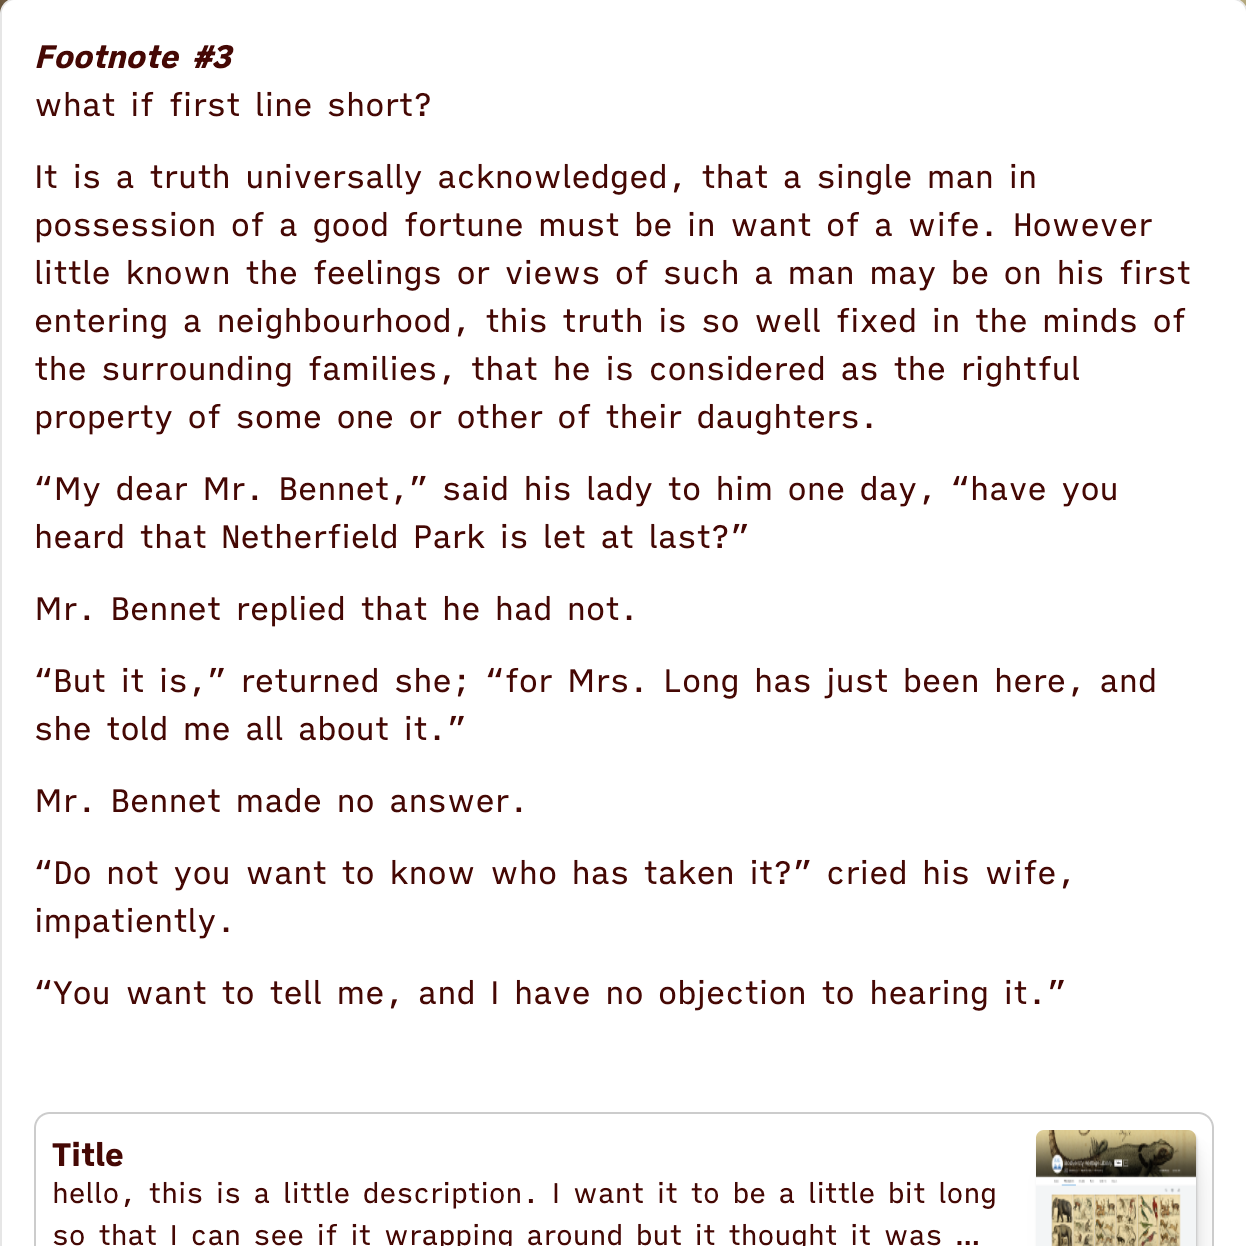 Footnote #3
what if first line short?
It is a truth universally acknowledged, that a single man in
possession of a good fortune must be in want of a wife. However
little known the feelings or views of such a man may be on his first
entering a neighbourhood, this truth is so well fixed in the minds of
the surrounding families, that he is considered as the rightful
property of some one or other of their daughters.
“My dear Mr. Bennet,” said his lady to him one day, “have you
heard that Netherfield Park is let at last?”
Mr. Bennet replied that he had not.
“But it is,” returned she; “for Mrs. Long has just been here, and
she told me all about it.”
Mr. Bennet made no answer.
“Do not you want to know who has taken it?” cried his wife,
impatiently.
“You want to tell me, and I have no objection to hearing it.”
Title
hello, this is a little description. I want it to be a little bit long
so that I can see if it wrapping around but it thought it was …